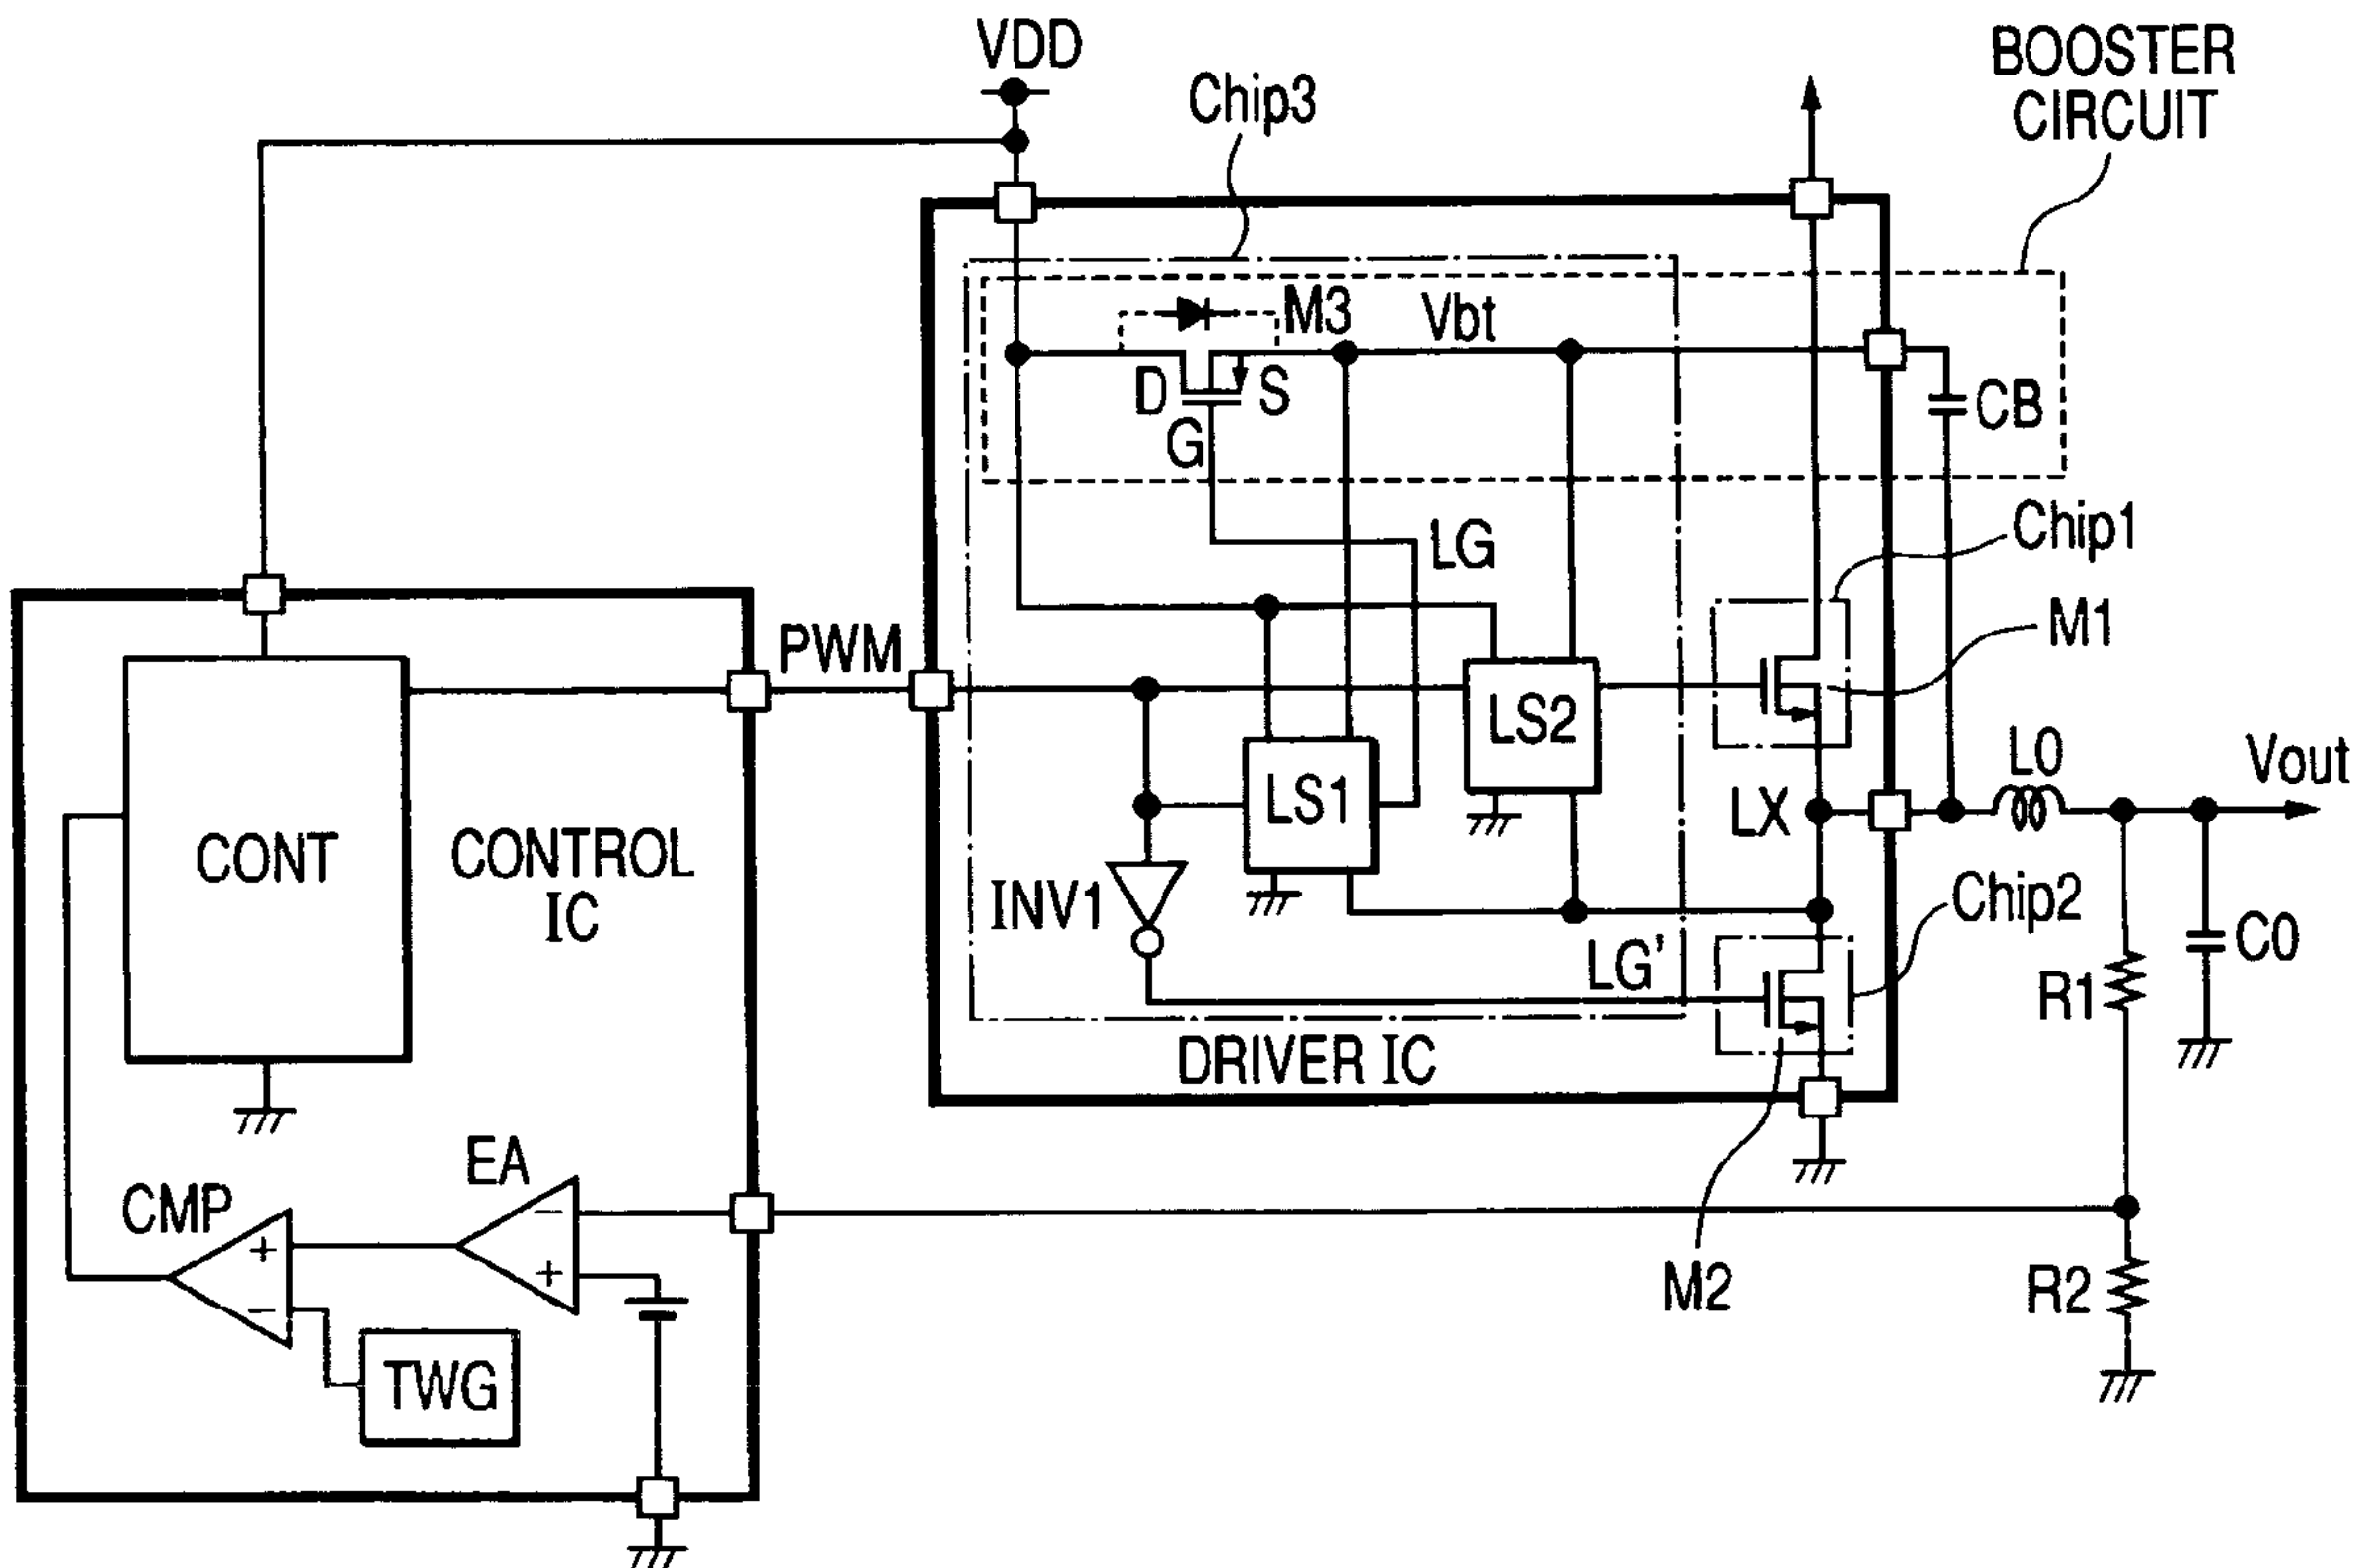 VDD
BOOSTER
CIRCUIT
Chip3
M3
Vbt
D
S
G
CB
LG
Chip1
M1
PWM
LS2
LS1
L0
Vout
LX
CONT
CONTROL
IC
INV1
Chip2
LG'
C0
R1
DRIVER IC
EA
CMP
−
+
+
−
M2
R2
TWG